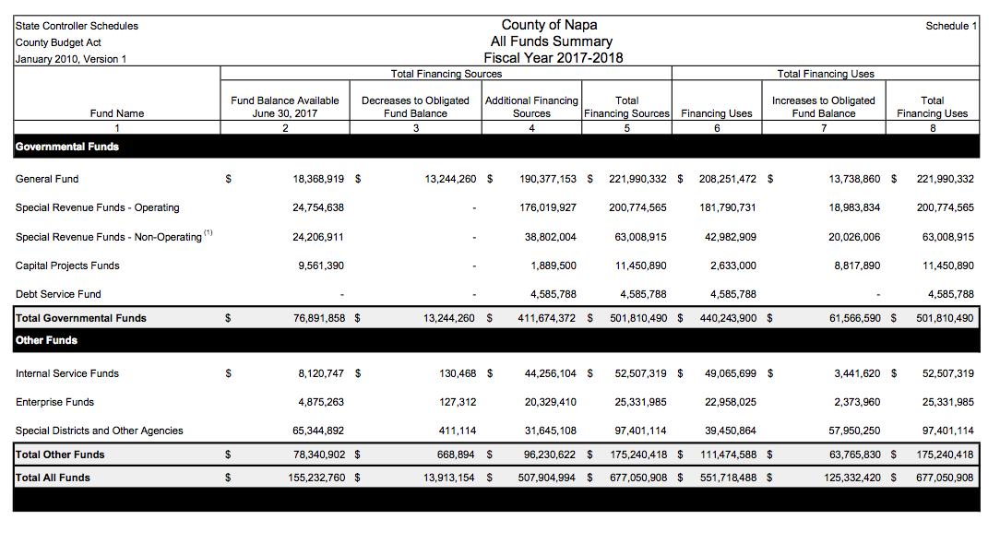 State Controller Schedules County of Napa Schedule 1
County Budget Act All Funds Summary
January 2010, Version 1 Fiscal Year 2017-2018
Total Financing Sources Total Financing Uses
Fund Balance Available Decreases to Obligated Additional Financing Total Increases to Obligated Total
Fund Name June 30, 2017 Fund Balance Sources Financing Sources Financing Uses Fund Balance Financing Uses
1 2 3 4 5 6 7 8
Governmental Funds
General Fund $ 18,368,919 $ 13,244,260 $ 190,377,153 $ 221,990,332 $ 208,251,472 $ 13,738,860 $ 221,990,332
Special Revenue Funds - Operating 24,754,638 - 176,019,927 200,774,565 181,790,731 18,983,834 200,774,565
Special Revenue Funds - Non-Operating (1) 24,206,911 - 38,802,004 63,008,915 42,982,909 20,026,006 63,008,915
Capital Projects Funds 9,561,390 - 1,889,500 11,450,890 2,633,000 8,817,890 11,450,890
Debt Service Fund - - 4,585,788 4,585,788 4,585,788 - 4,585,788
Total Governmental Funds $ 76,891,858 $ 13,244,260 $ 411,674,372 $ 501,810,490 $ 440,243,900 $ 61,566,590 $ 501,810,490
Other Funds
Internal Service Funds $ 8,120,747 $ 130,468 $ 44,256,104 $ 52,507,319 $ 49,065,699 $ 3,441,620 $ 52,507,319
Enterprise Funds 4,875,263 127,312 20,329,410 25,331,985 22,958,025 2,373,960 25,331,985
Special Districts and Other Agencies 65,344,892 411,114 31,645,108 97,401,114 39,450,864 57,950,250 97,401,114
Total Other Funds $ 78,340,902 $ 668,894 $ 96,230,622 $ 175,240,418 $ 111,474,588 $ 63,765,830 $ 175,240,418
Total All Funds $ 155,232,760 $ 13,913,154 $ 507,904,994 $ 677,050,908 $ 551,718,488 $ 125,332,420 $ 677,050,908